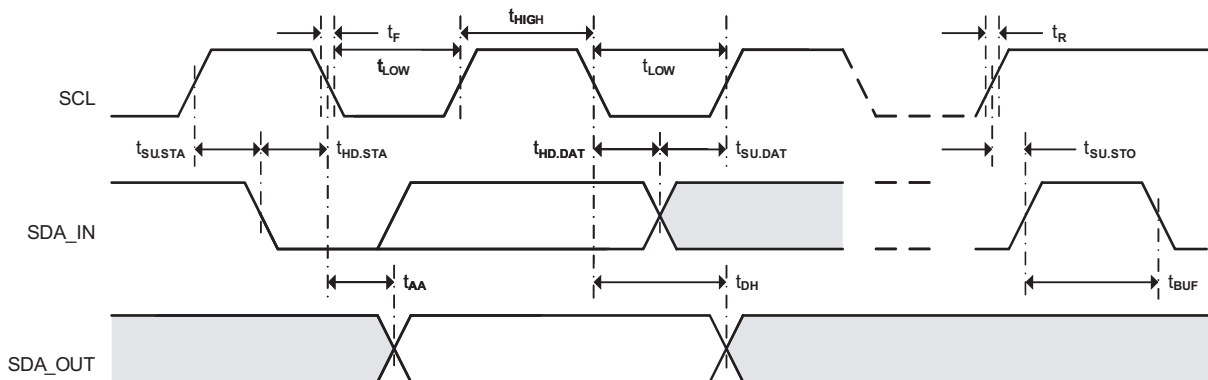 tHIGH
tF
tR
tLOW
tLOW
SCL
tSU.STA
tHD.STA
tHD.DAT
tSU.DAT
tSU.STO
SDA_IN
tAA
tDH
tBUF
SDA_OUT